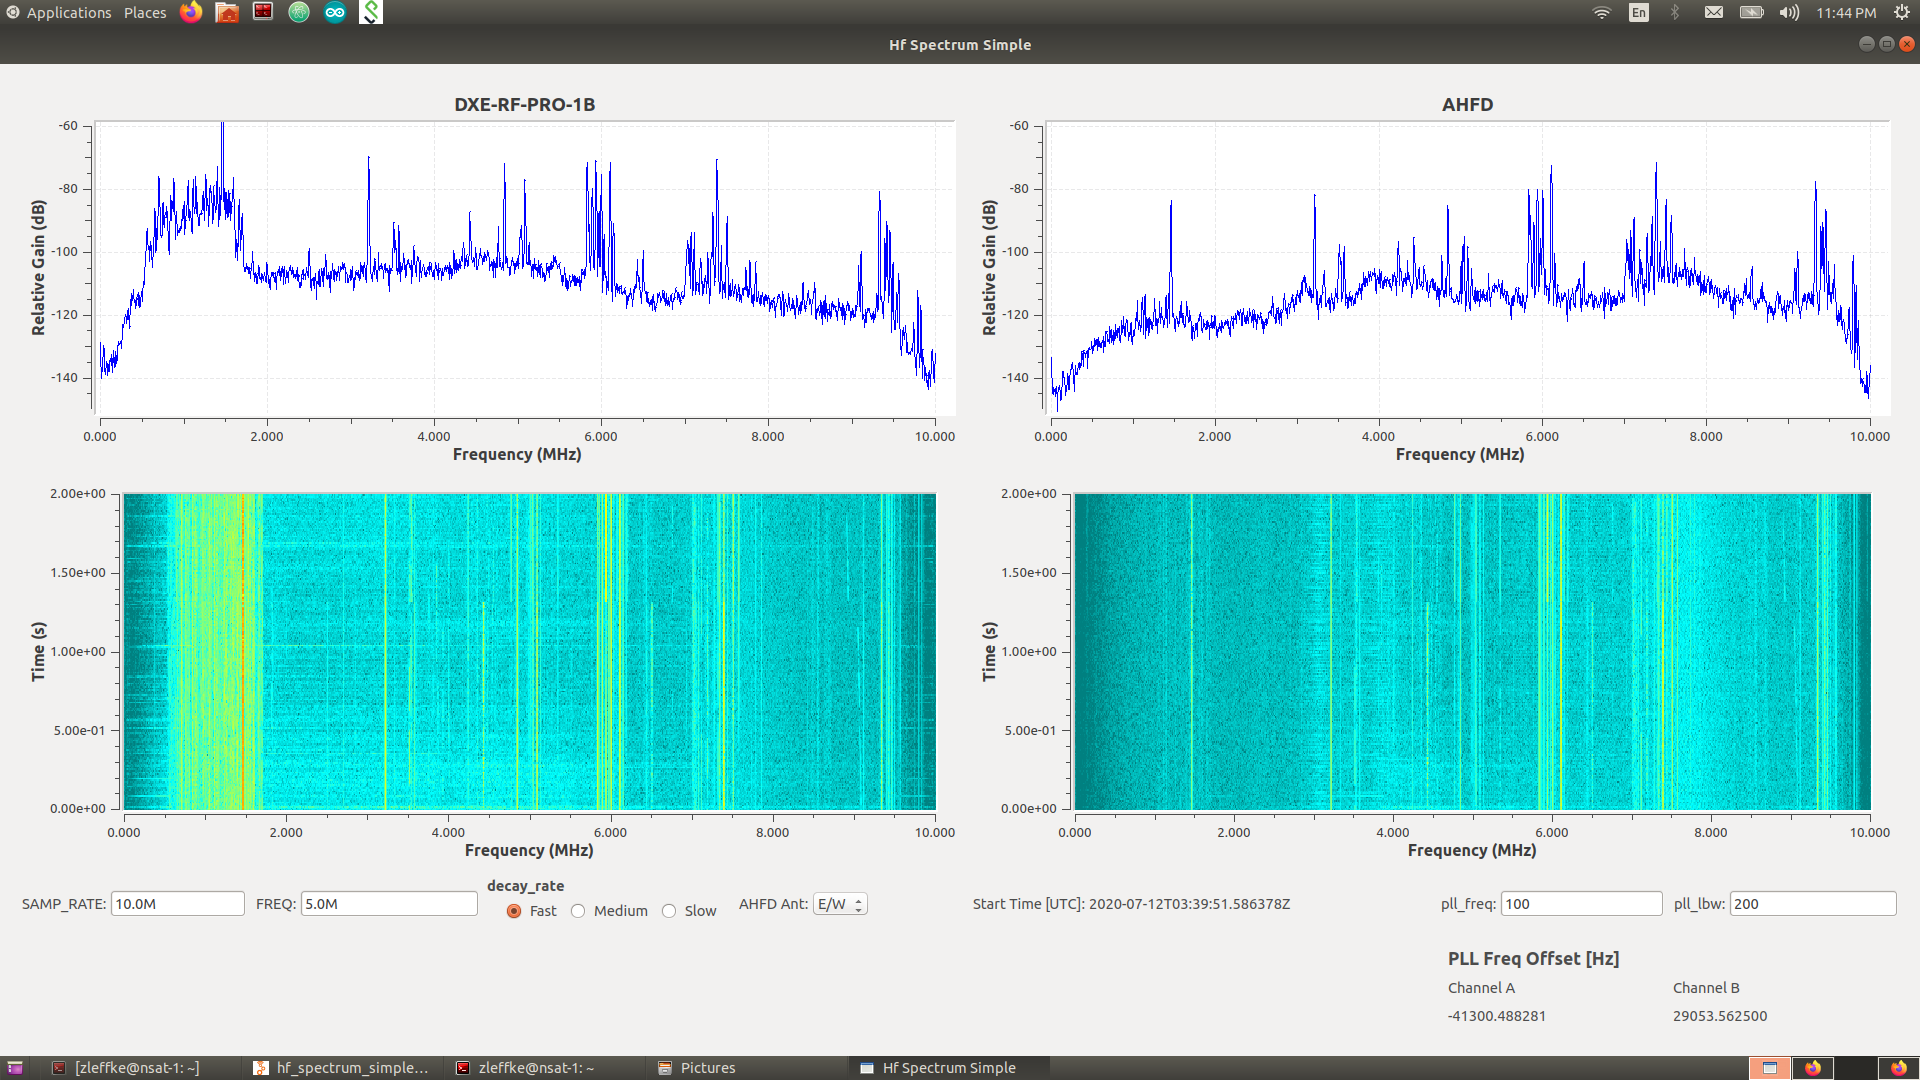 Applications Places En 11:44 PM
Hf Spectrum Simple
DXE-RF-PRO-1B
-60
-80
-100
-120
-140
Relative Gain (dB)
0.000 2.000 4.000 6.000 8.000 10.000
Frequency (MHz)
AHFD
-60
-80
-100
-120
-140
Relative Gain (dB)
0.000 2.000 4.000 6.000 8.000 10.000
Frequency (MHz)
2.00e+00
1.50e+00
1.00e+00
5.00e-01
0.00e+00
Time (s)
0.000 2.000 4.000 6.000 8.000 10.000
Frequency (MHz)
2.00e+00
1.50e+00
1.00e+00
5.00e-01
0.00e+00
Time (s)
0.000 2.000 4.000 6.000 8.000 10.000
Frequency (MHz)
decay_rate
SAMP_RATE: 10.0M FREQ: 5.0M Fast Medium Slow AHFD Ant: E/W Start Time [UTC]: 2020-07-12T03:39:51.586378Z pll_freq: 100 pll_lbw: 200
PLL Freq Offset [Hz]
Channel A Channel B
-41300.488281 29053.562500
[zleffke@nsat-1: ~] hf_spectrum_simple... zleffke@nsat-1: ~ Pictures Hf Spectrum Simple